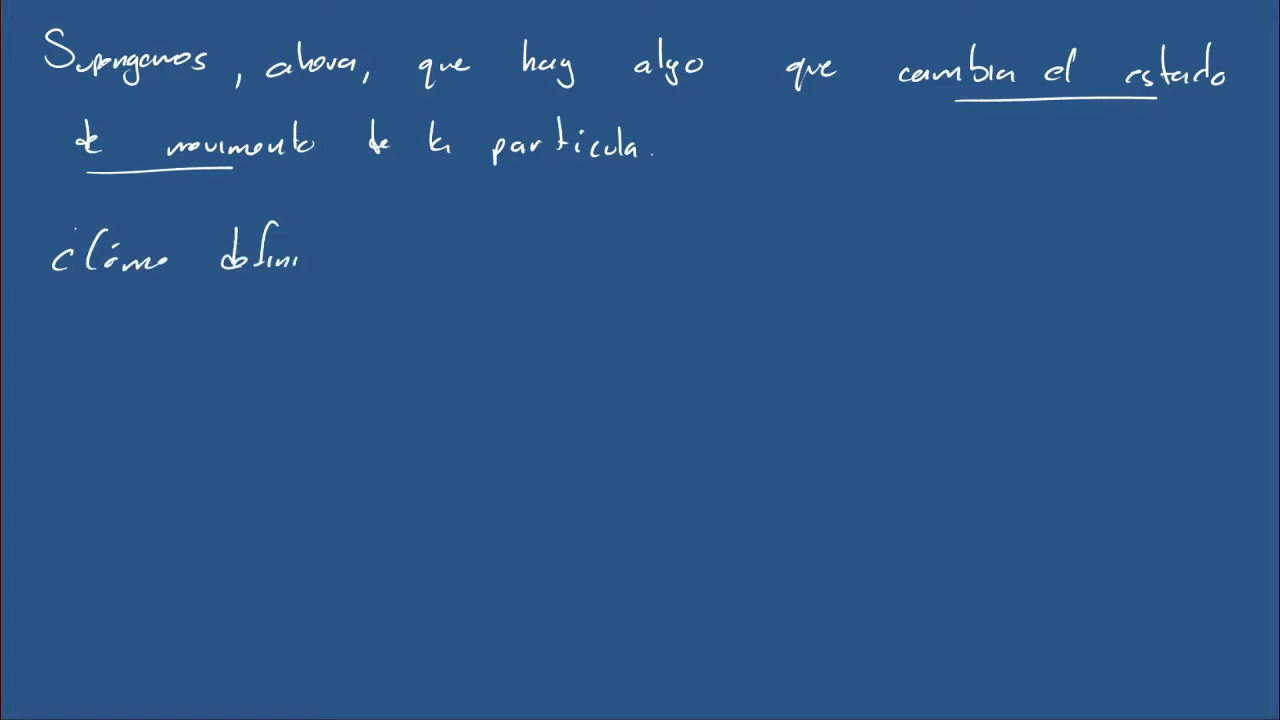 Supongamos, ahora, que hay algo que cambia el estado
de movimiento de la partícula.
¿Cómo defini